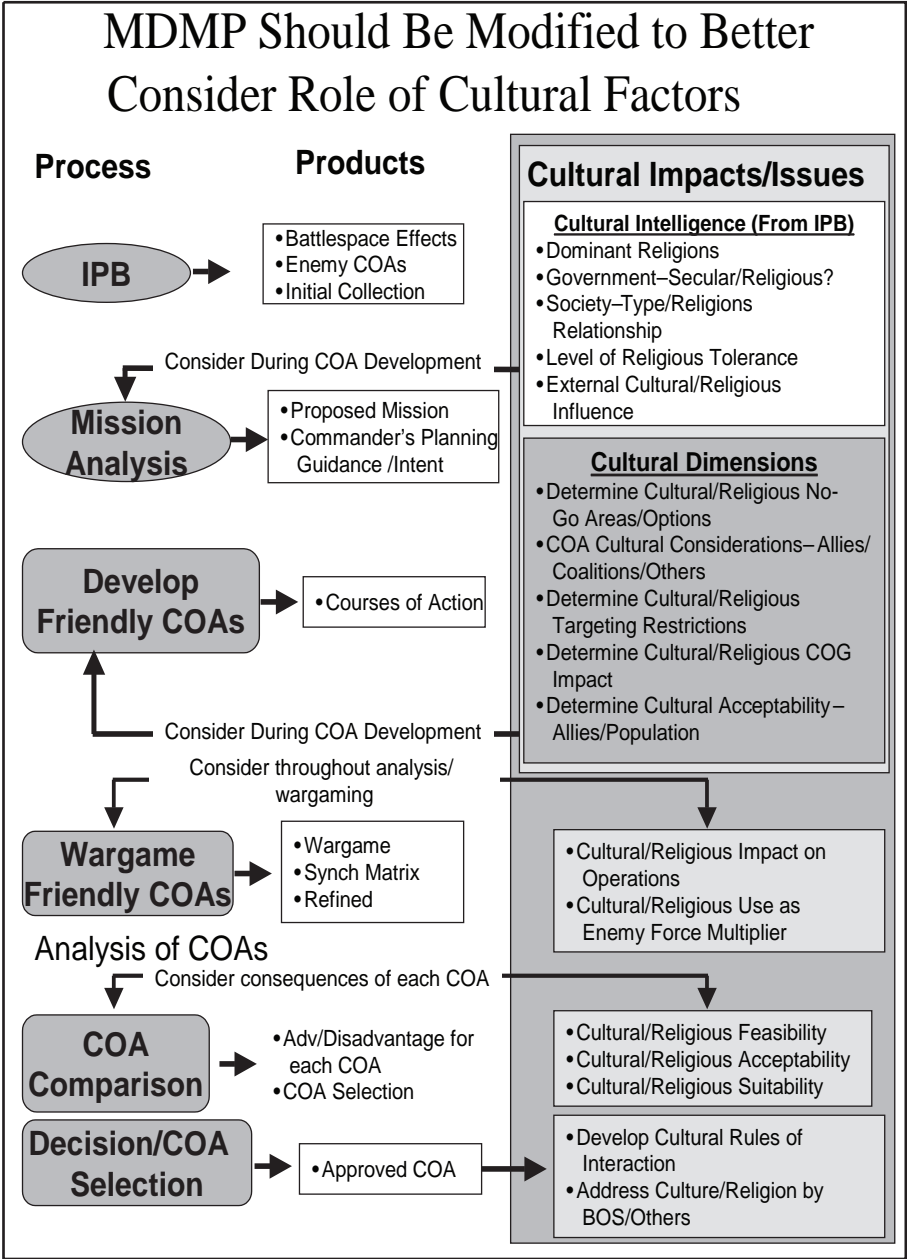 MDMP Should Be Modified to Better
Consider Role of Cultural Factors
Process
Products
Cultural Impacts/Issues
IPB
•Battlespace Effects
•Enemy COAs
•Initial Collection
Cultural Intelligence (From IPB)
•Dominant Religions
•Government–Secular/Religious?
•Society–Type/Religions
Relationship
•Level of Religious Tolerance
•External Cultural/Religious
Influence
Consider During COA Development
Mission
Analysis
•Proposed Mission
•Commander's Planning
Guidance /Intent
Cultural Dimensions
•Determine Cultural/Religious No-
Go Areas/Options
•COA Cultural Considerations–Allies/
Coalitions/Others
•Determine Cultural/Religious
Targeting Restrictions
•Determine Cultural/Religious COG
Impact
•Determine Cultural Acceptability–
Allies/Population
Develop
Friendly COAs
•Courses of Action
Consider During COA Development
Consider throughout analysis/
wargaming
Wargame
Friendly COAs
•Wargame
•Synch Matrix
•Refined
•Cultural/Religious Impact on
Operations
•Cultural/Religious Use as
Enemy Force Multiplier
Analysis of COAs
Consider consequences of each COA
COA
Comparison
•Adv/Disadvantage for
each COA
•COA Selection
•Cultural/Religious Feasibility
•Cultural/Religious Acceptability
•Cultural/Religious Suitability
Decision/COA
Selection
•Approved COA
•Develop Cultural Rules of
Interaction
•Address Culture/Religion by
BOS/Others